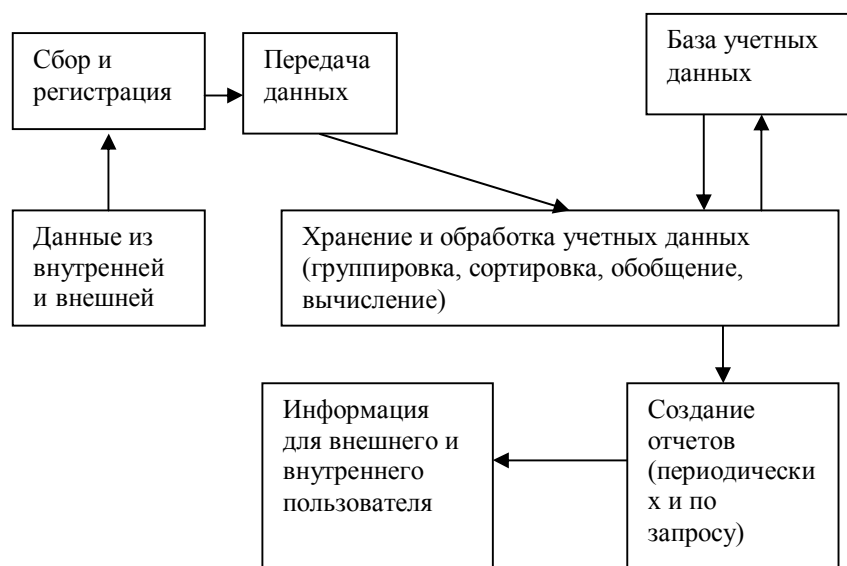 Сбор и
регистрация
Передача
данных
База учетных
данных
Данные из
внутренней
и внешней
Хранение и обработка учетных данных
(группировка, сортировка, обобщение,
вычисление)
Информация
для внешнего и
внутреннего
пользователя
Создание
отчетов
(периодически
х и по
запросу)